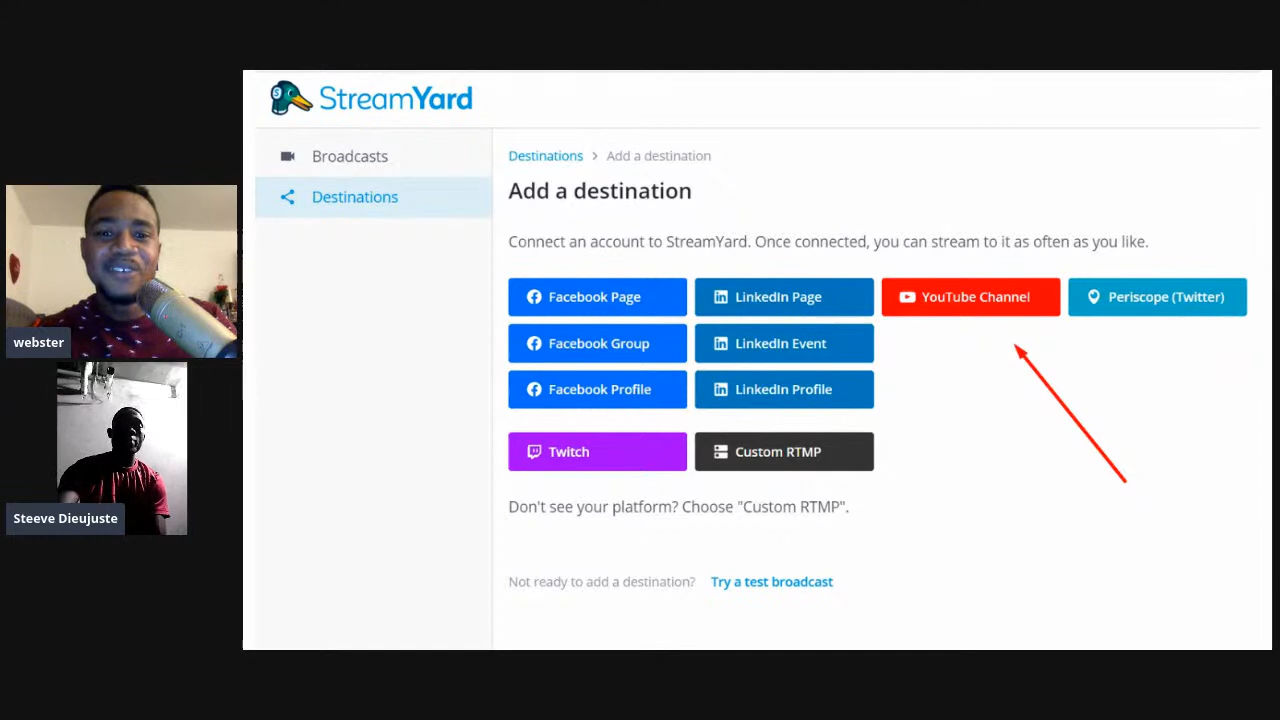 StreamYard
Broadcasts
Destinations
Destinations > Add a destination
Add a destination
Connect an account to StreamYard. Once connected, you can stream to it as often as you like.
Facebook Page
LinkedIn Page
YouTube Channel
Periscope (Twitter)
Facebook Group
LinkedIn Event
Facebook Profile
LinkedIn Profile
Twitch
Custom RTMP
Don't see your platform? Choose "Custom RTMP".
Not ready to add a destination? Try a test broadcast
webster
Steeve Dieujuste